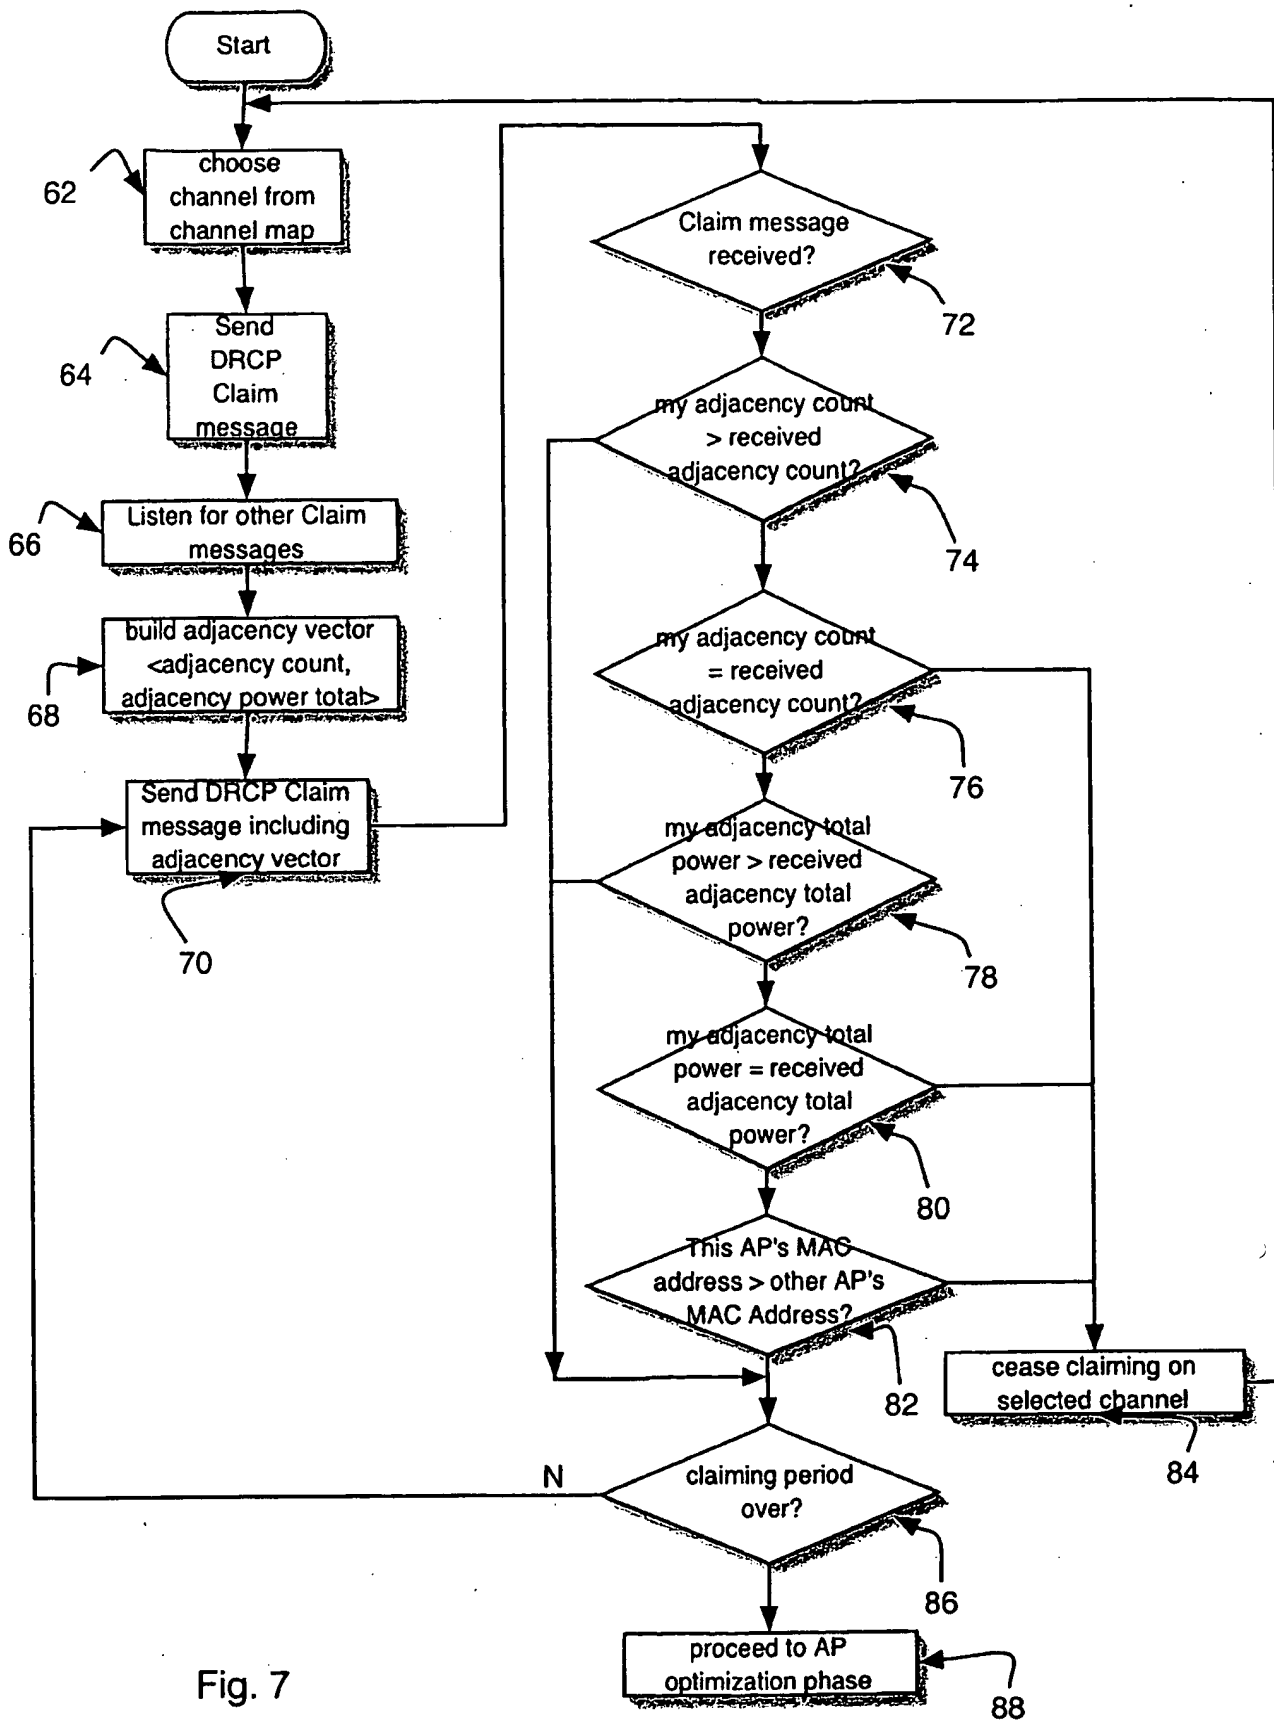 Start
62
choose
channel from
channel map
64
Send
DRCP
Claim
message
66
Listen for other Claim
messages
68
build adjacency vector
<adjacency count,
adjacency power total>
Send DRCP Claim
message including
adjacency vector
70
Claim message
received?
72
my adjacency count
> received
adjacency count?
74
my adjacency count
= received
adjacency count?
76
my adjacency total
power > received
adjacency total
power?
78
my adjacency total
power = received
adjacency total
power?
80
This AP's MAC
address > other AP's
MAC Address?
82
cease claiming on
selected channel
84
N
claiming period
over?
86
proceed to AP
optimization phase
88
Fig. 7